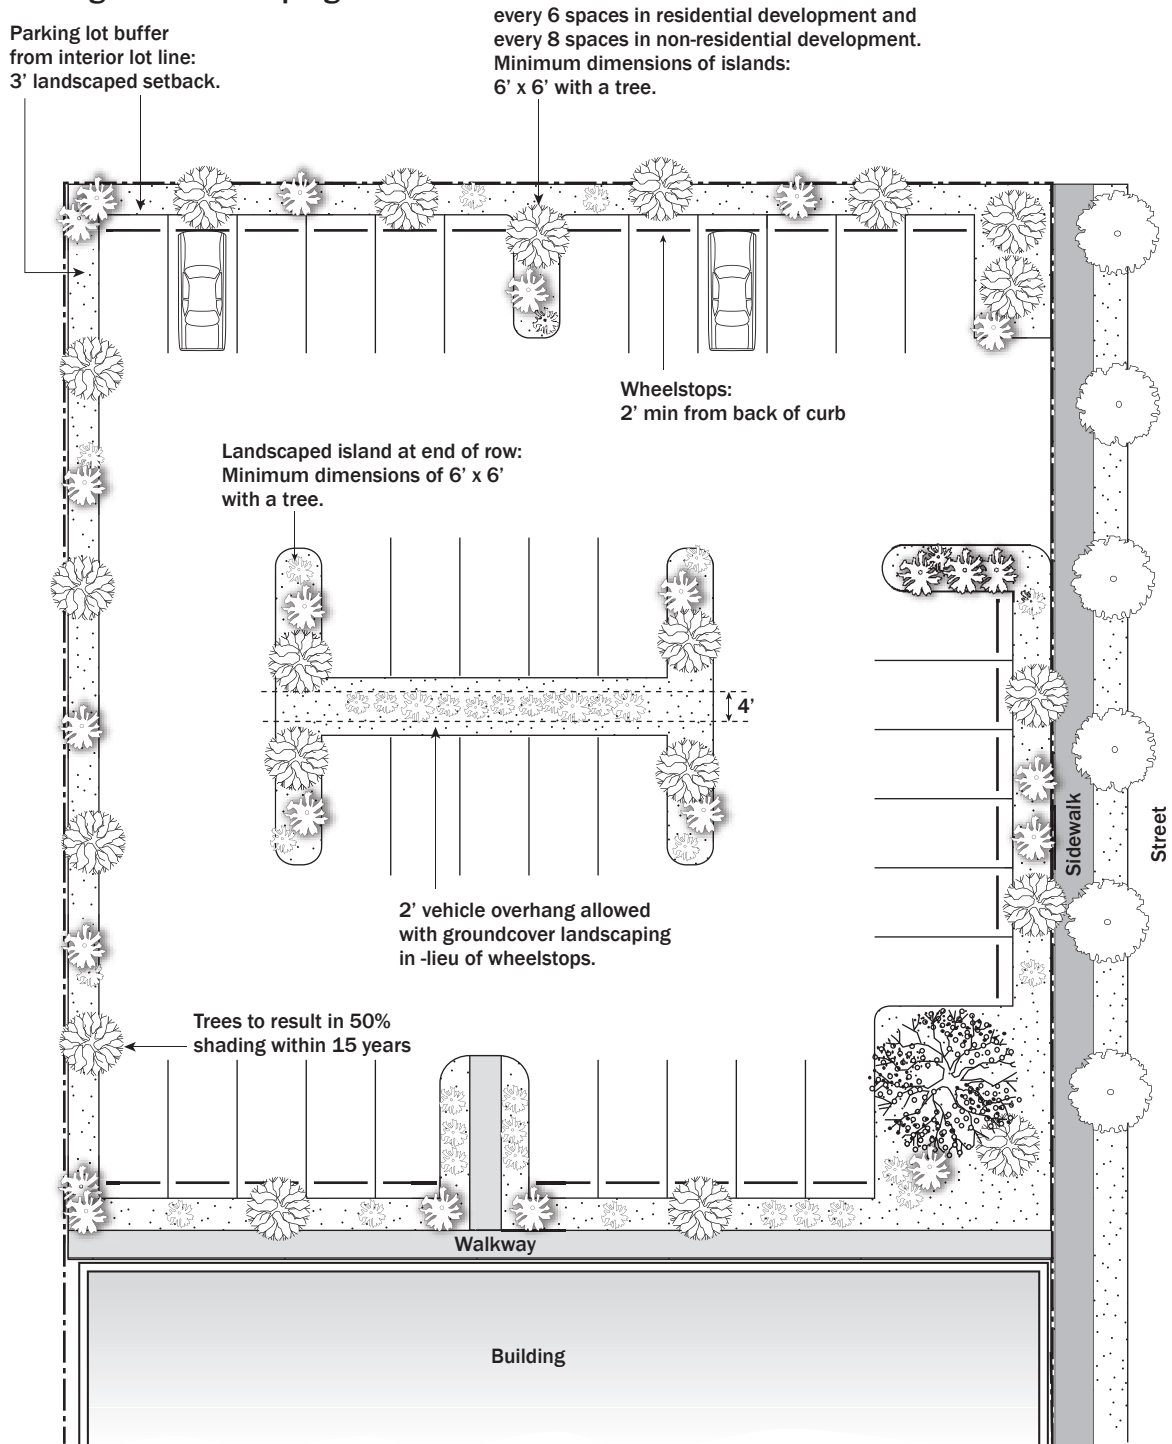 Parking lot buffer
from interior lot line:
3’ landscaped setback.
every 6 spaces in residential development and
every 8 spaces in non-residential development.
Minimum dimensions of islands:
6’ x 6’ with a tree.
Wheelstops:
2’ min from back of curb
Landscaped island at end of row:
Minimum dimensions of 6’ x 6’
with a tree.
4’
Sidewalk
Street
2’ vehicle overhang allowed
with groundcover landscaping
in -lieu of wheelstops.
Trees to result in 50%
shading within 15 years
Walkway
Building